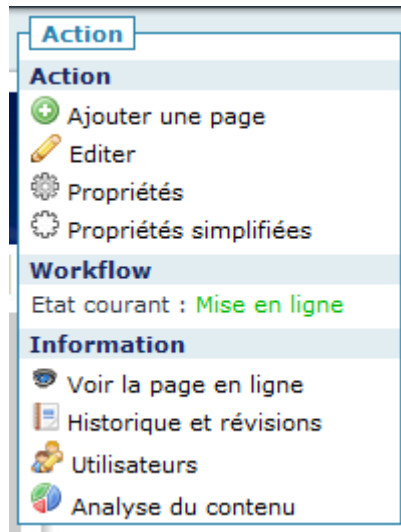 Action
Action
Ajouter une page
Editer
Propriétés
Propriétés simplifiées
Workflow
Etat courant : Mise en ligne
Information
Voir la page en ligne
Historique et révisions
Utilisateurs
Analyse du contenu